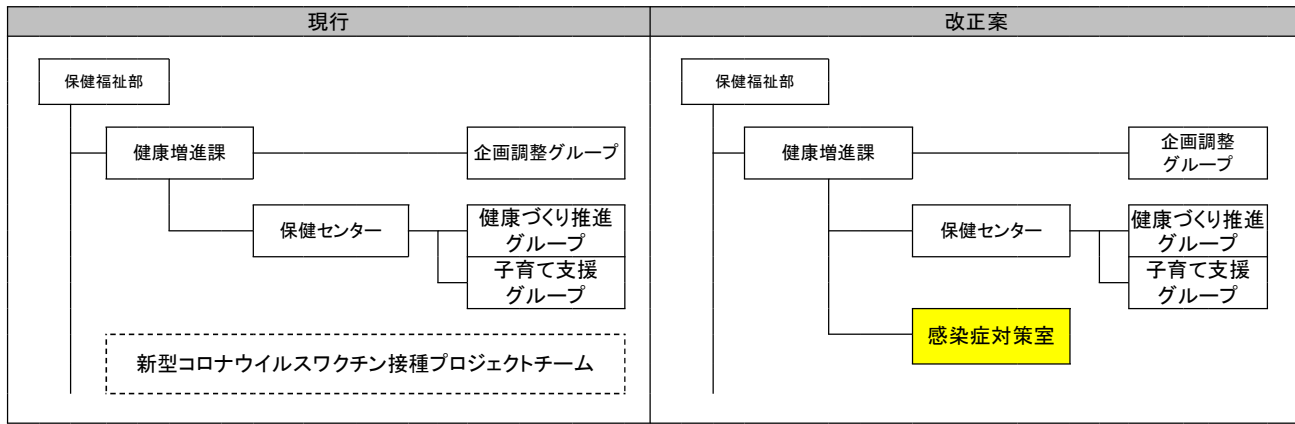 現行
保健福祉部
健康増進課
企画調整グループ
保健センター
健康づくり推進
グループ
子育て支援
グループ
新型コロナウイルスワクチン接種プロジェクトチーム
改正案
保健福祉部
健康増進課
企画調整
グループ
保健センター
健康づくり推進
グループ
子育て支援
グループ
感染症対策室